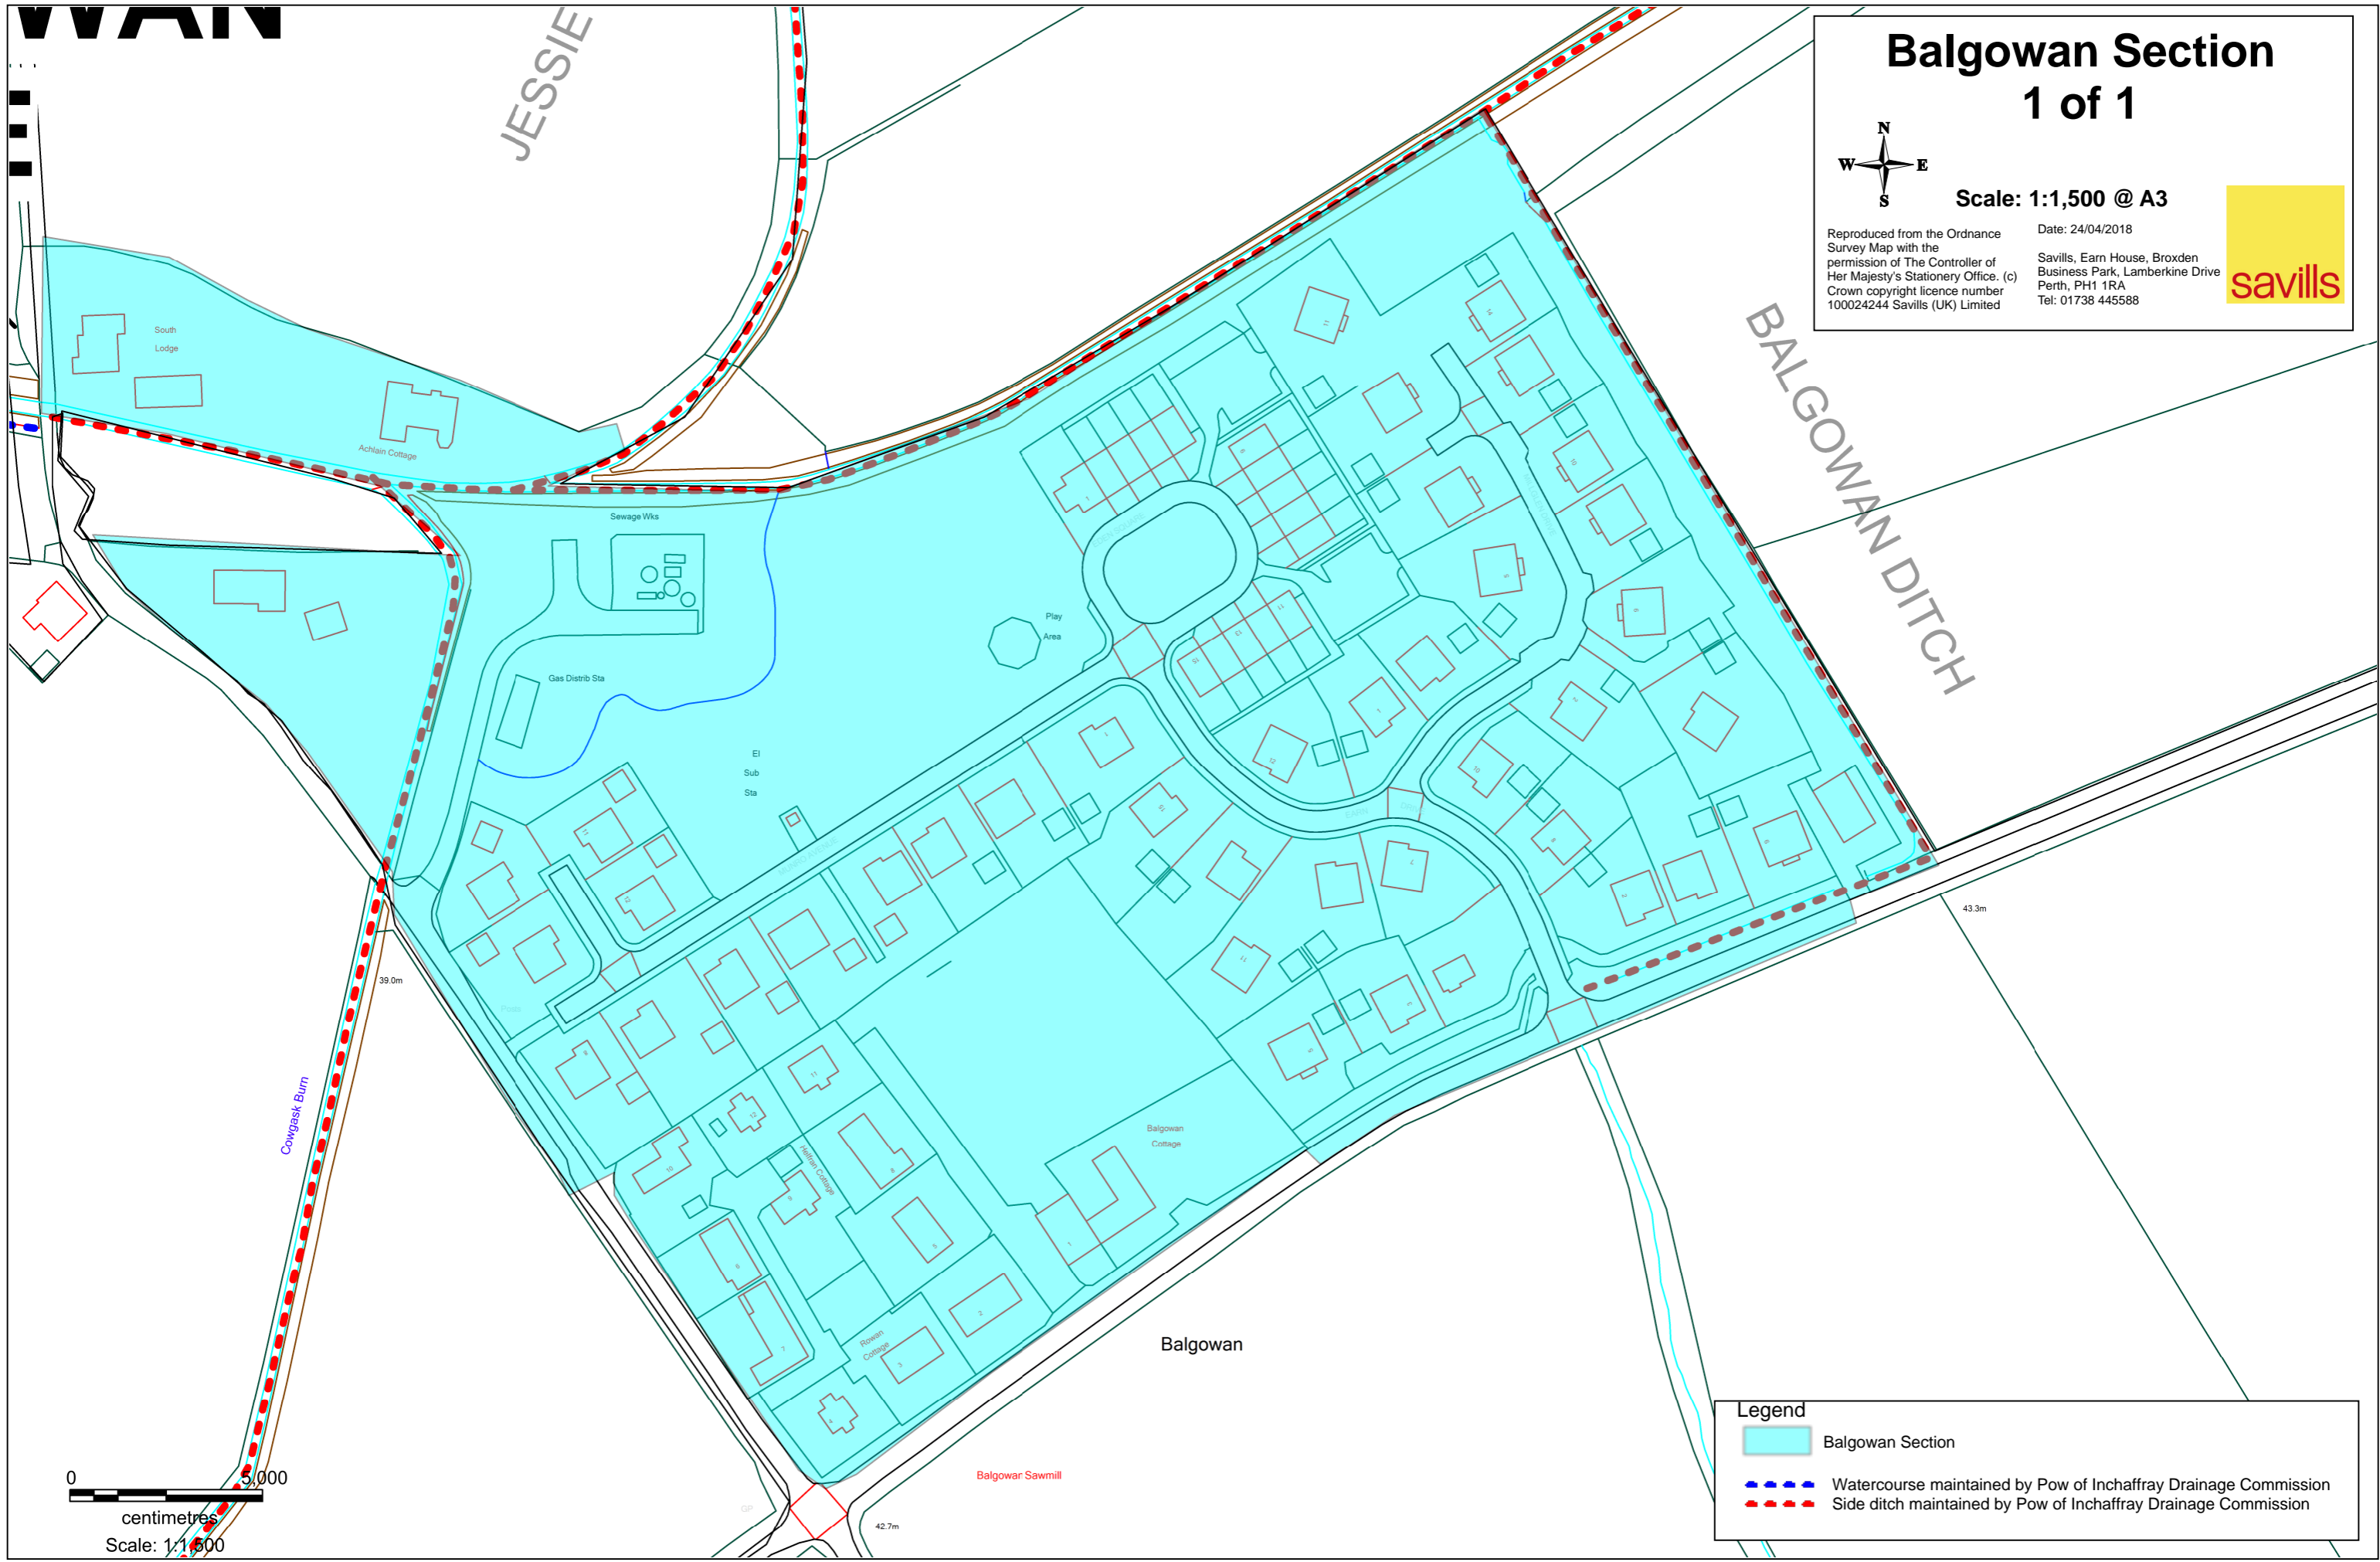 WAN
JESSIE
Balgowan Section
1 of 1
N
W E
S
Scale: 1:1,500 @ A3
Reproduced from the Ordnance
Survey Map with the
permission of The Controller of
Her Majesty's Stationery Office. (c)
Crown copyright licence number
100024244 Savills (UK) Limited
Date: 24/04/2018
Savills, Earn House, Broxden
Business Park, Lamberkine Drive
Perth, PH1 1RA
Tel: 01738 445588
savills
BALGOWAN DITCH
South
Lodge
Achlain Cottage
Sewage Wks
Gas Distrib Sta
Play
Area
El
Sub
Sta
43.3m
39.0m
Cowgask Burn
Balgowan
Cottage
Rowan
Cottage
Balgowan
Balgowar Sawmill
GP
42.7m
0 5,000
centimetres
Scale: 1:1,500
Legend
Balgowan Section
Watercourse maintained by Pow of Inchaffray Drainage Commission
Side ditch maintained by Pow of Inchaffray Drainage Commission